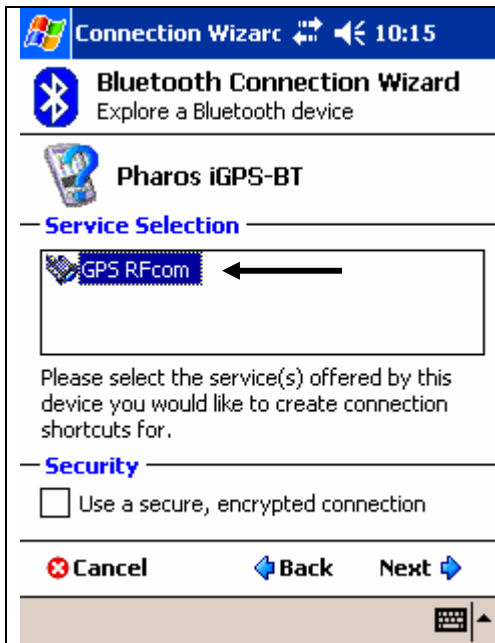 Connection Wizarc 10:15
Bluetooth Connection Wizard
Explore a Bluetooth device
Pharos iGPS-BT
Service Selection
GPS RFcom
Please select the service(s) offered by this
device you would like to create connection
shortcuts for.
Security
Use a secure, encrypted connection
Cancel Back Next